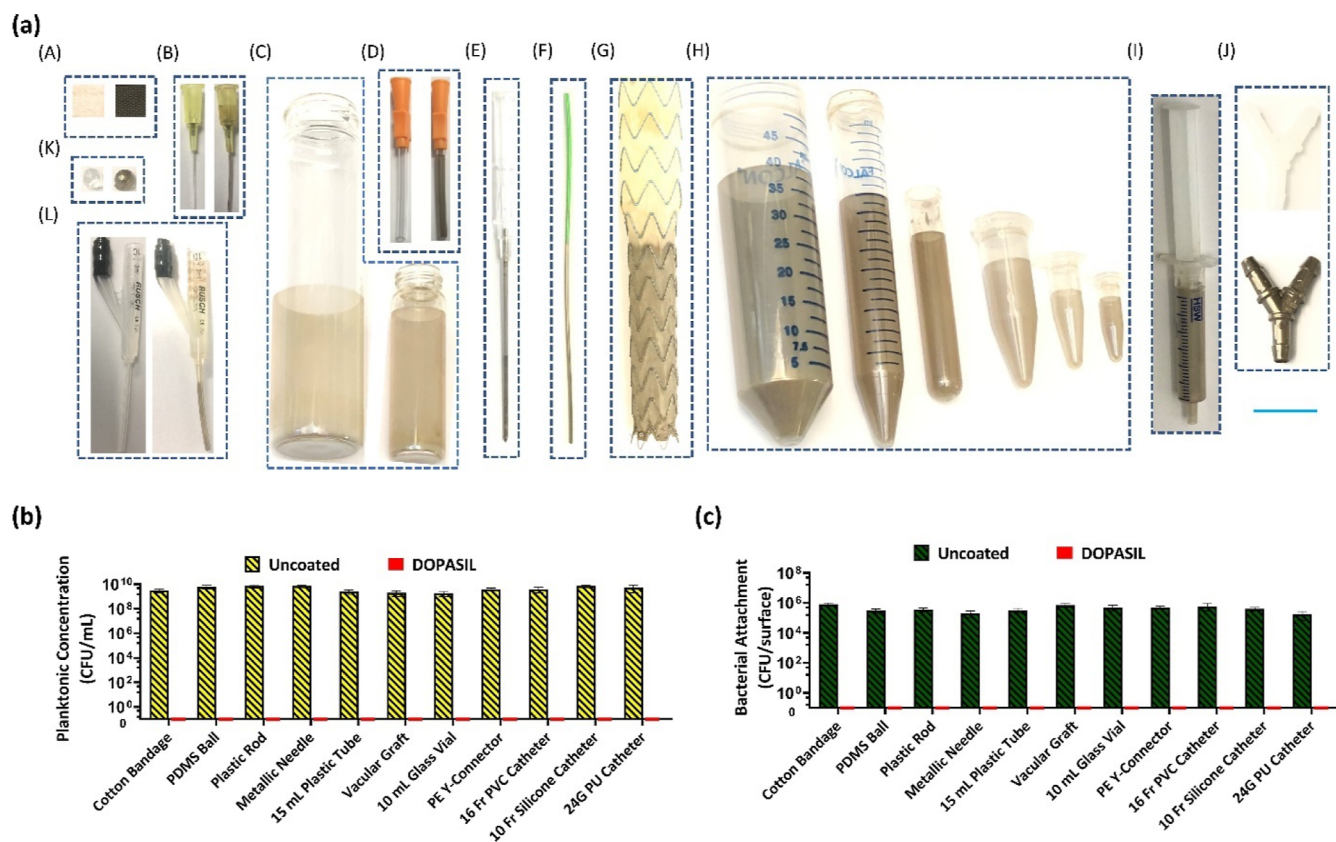 (a)
(A)
(B)
(C)
(D)
(E)
(F)
(G)
(H)
(I)
(J)
(K)
(L)
RUSCH
RUSCH
45
40
35
30
25
20
15
10
7.5
5
FALCON
HSW
(b)
Uncoated
DOPASIL
Planktonic Concentration
(CFU/mL)
10^10
10^8
10^6
10^4
10^2
10^0
0
Cotton Bandage
PDMS Ball
Plastic Rod
Metallic Needle
15 mL Plastic Tube
Vacular Graft
10 mL Glass Vial
PE Y-Connector
16 Fr PVC Catheter
10 Fr Silicone Catheter
24G PU Catheter
(c)
Uncoated
DOPASIL
Bacterial Attachment
(CFU/surface)
10^8
10^6
10^4
10^2
10^0
0
Cotton Bandage
PDMS Ball
Plastic Rod
Metallic Needle
15 mL Plastic Tube
Vacular Graft
10 mL Glass Vial
PE Y-Connector
16 Fr PVC Catheter
10 Fr Silicone Catheter
24G PU Catheter